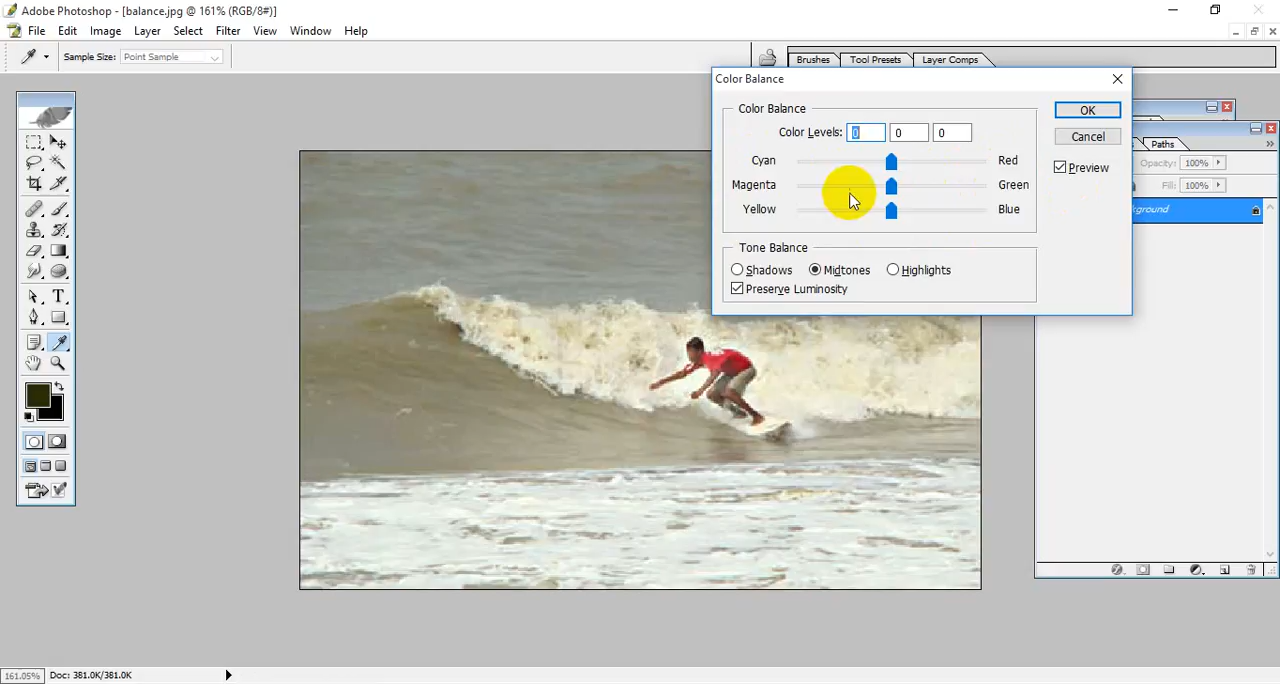 Adobe Photoshop - [balance.jpg @ 161% (RGB/8#)]
File Edit Image Layer Select Filter View Window Help
Sample Size: Point Sample
Brushes Tool Presets Layer Comps
Color Balance
Color Balance
Color Levels: 0 0 0
OK
Cyan Red
Cancel
Magenta Green
Preview
Yellow Blue
Tone Balance
Shadows Midtones Highlights
Preserve Luminosity
Paths
Opacity: 100%
Fill: 100%
T
161.05% Doc: 381.0K/381.0K